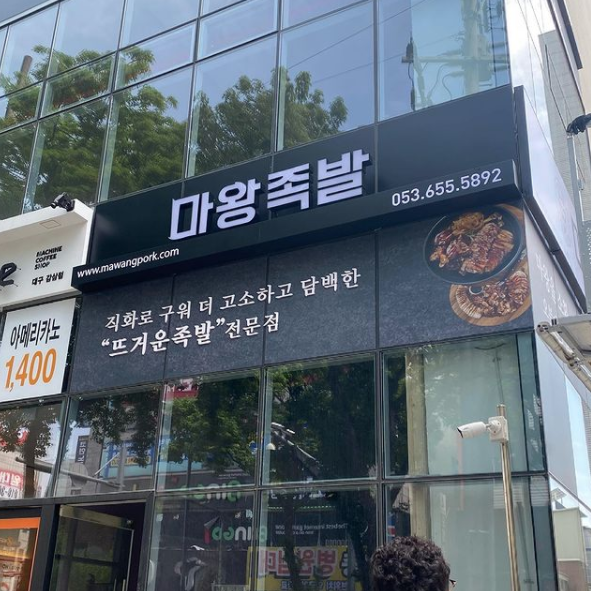 마왕족발
053.655.5892
www.mawangpork.com
직화로 구워 더 고소하고 담백한
“뜨거운족발”전문점
MACHINE
COFFEE
SHOP
대구 감삼점
아메리카노
1,400